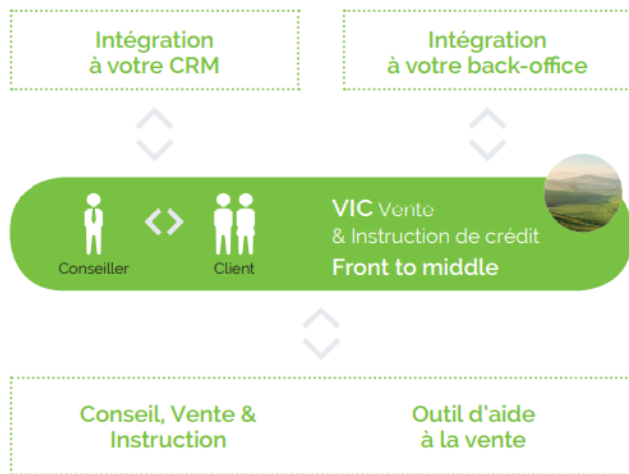 Intégration
à votre CRM
Intégration
à votre back-office
Conseiller
Client
VIC Vente
& Instruction de crédit
Front to middle
Conseil, Vente &
Instruction
Outil d'aide
à la vente